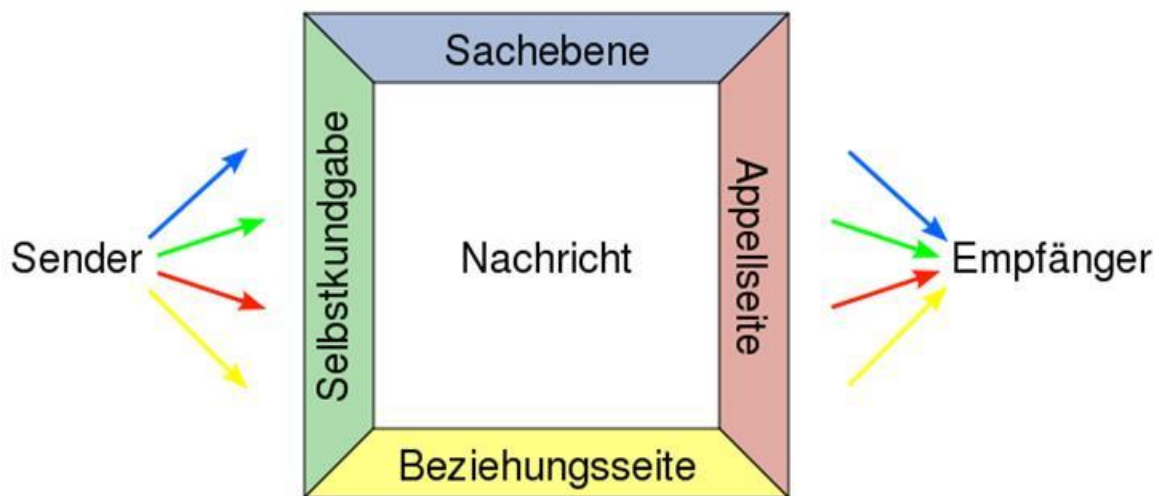 Sachebene
Selbstkundgabe
Appellseite
Sender
Nachricht
Empfänger
Beziehungsseite